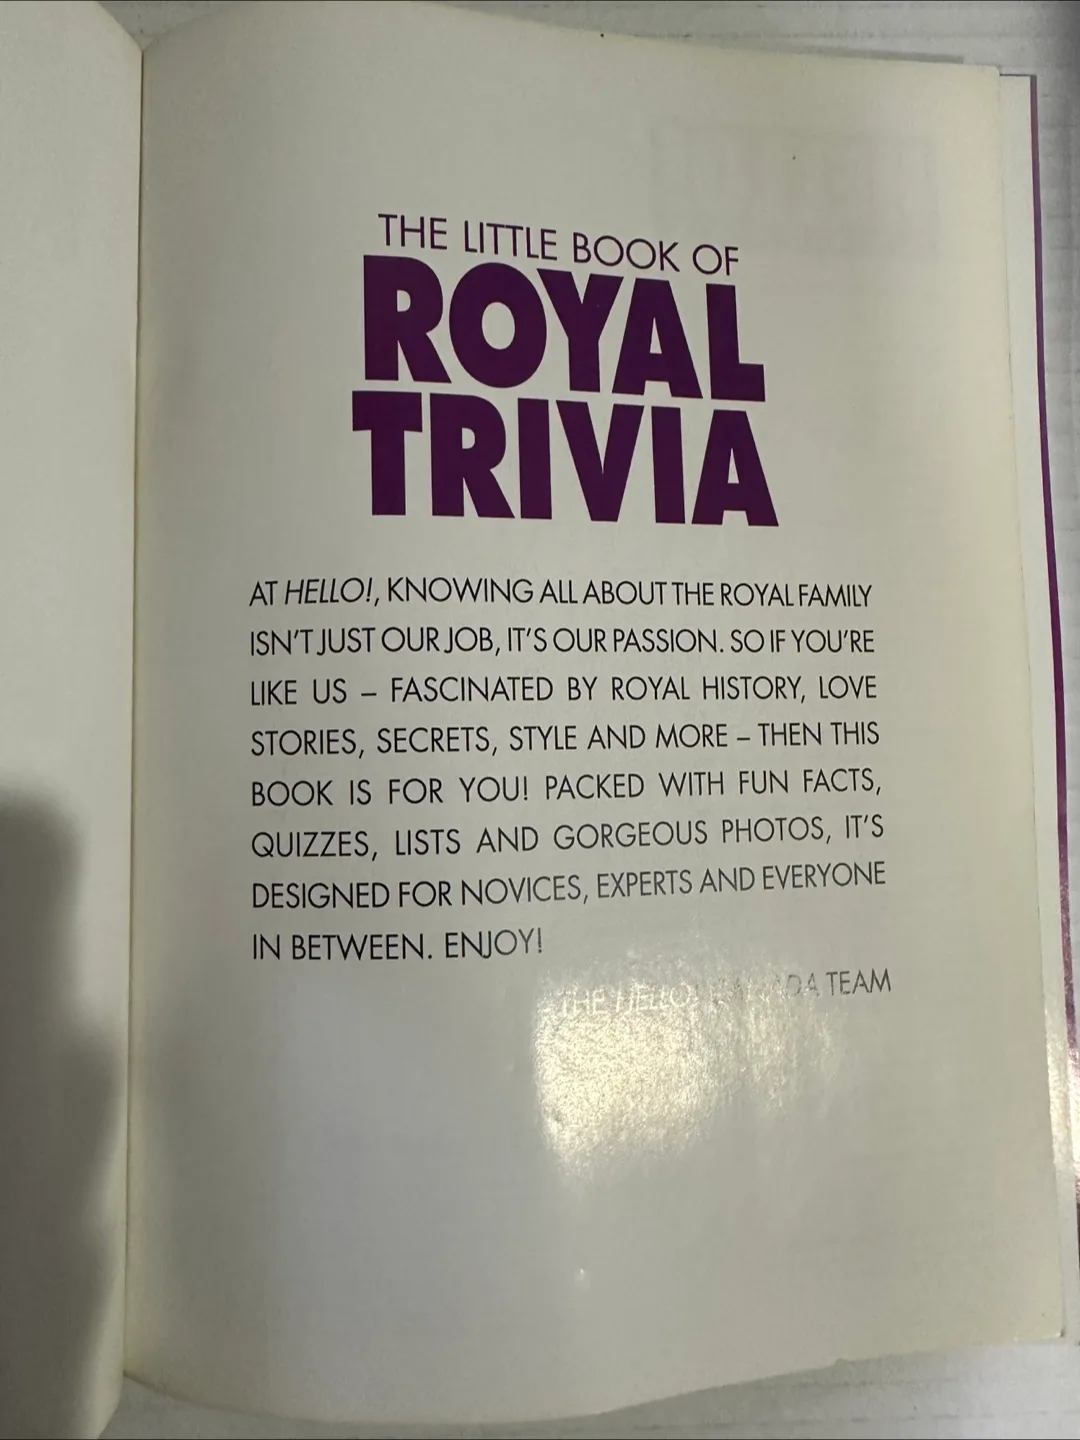 THE LITTLE BOOK OF
ROYAL
TRIVIA
AT HELLO!, KNOWING ALL ABOUT THE ROYAL FAMILY
ISN'T JUST OUR JOB, IT'S OUR PASSION. SO IF YOU'RE
LIKE US – FASCINATED BY ROYAL HISTORY, LOVE
STORIES, SECRETS, STYLE AND MORE – THEN THIS
BOOK IS FOR YOU! PACKED WITH FUN FACTS,
QUIZZES, LISTS AND GORGEOUS PHOTOS, IT'S
DESIGNED FOR NOVICES, EXPERTS AND EVERYONE
IN BETWEEN. ENJOY!
THE HELLO! CANADA TEAM